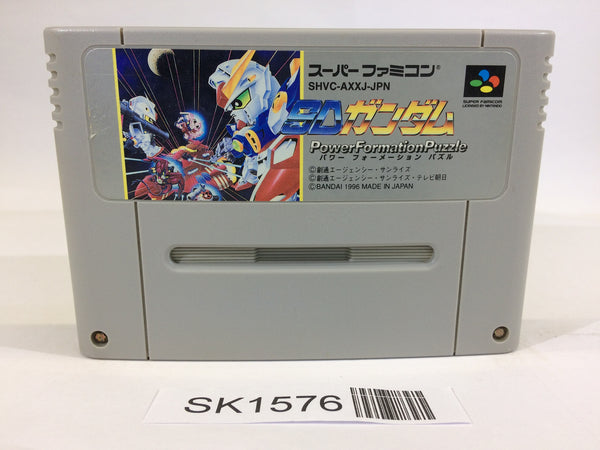 スーパーファミコン®
SHVC-AXXJ-JPN
SUPER FAMICOM
LICENSED BY NINTENDO
SDガンダム
PowerFormationPuzzle
パワー フォーメーション パズル
©創通エージェンシー・サンライズ
©創通エージェンシー・サンライズ・テレビ朝日
©BANDAI 1996 MADE IN JAPAN
SK1576